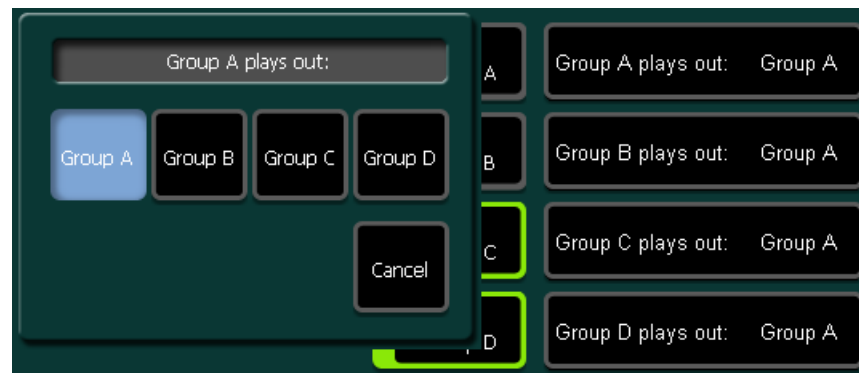 Group A plays out:
Group A Group B Group C Group D
Cancel
A
B
C
D
Group A plays out: Group A
Group B plays out: Group A
Group C plays out: Group A
Group D plays out: Group A